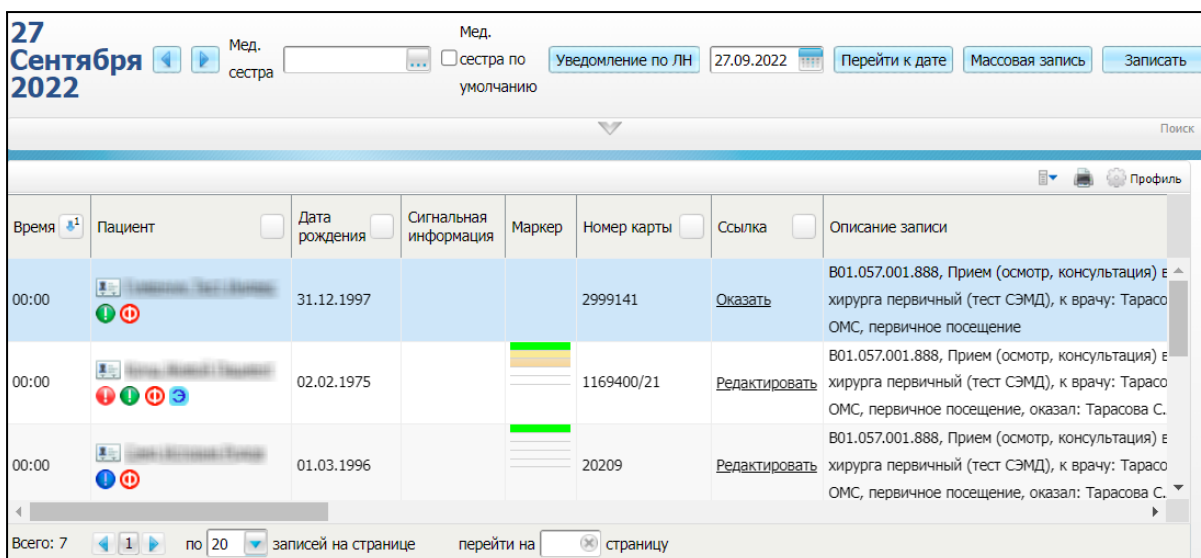 27
Сентября
2022
Мед.
сестра
...
Мед.
сестра по
умолчанию
Уведомление по ЛН
27.09.2022
Перейти к дате
Массовая запись
Записать
Поиск
Профиль
Время 1 Пациент Дата рождения Сигнальная информация Маркер Номер карты Ссылка Описание записи
00:00 31.12.1997 2999141 Оказать
B01.057.001.888, Прием (осмотр, консультация) в
хирурга первичный (тест СЭМД), к врачу: Тарасо
ОМС, первичное посещение
00:00 Э 02.02.1975 1169400/21 Редактировать
B01.057.001.888, Прием (осмотр, консультация) в
хирурга первичный (тест СЭМД), к врачу: Тарасо
ОМС, первичное посещение, оказал: Тарасова С.
00:00 01.03.1996 20209 Редактировать
B01.057.001.888, Прием (осмотр, консультация) в
хирурга первичный (тест СЭМД), к врачу: Тарасо
ОМС, первичное посещение, оказал: Тарасова С.
Всего: 7 1 по 20 записей на странице перейти на страницу